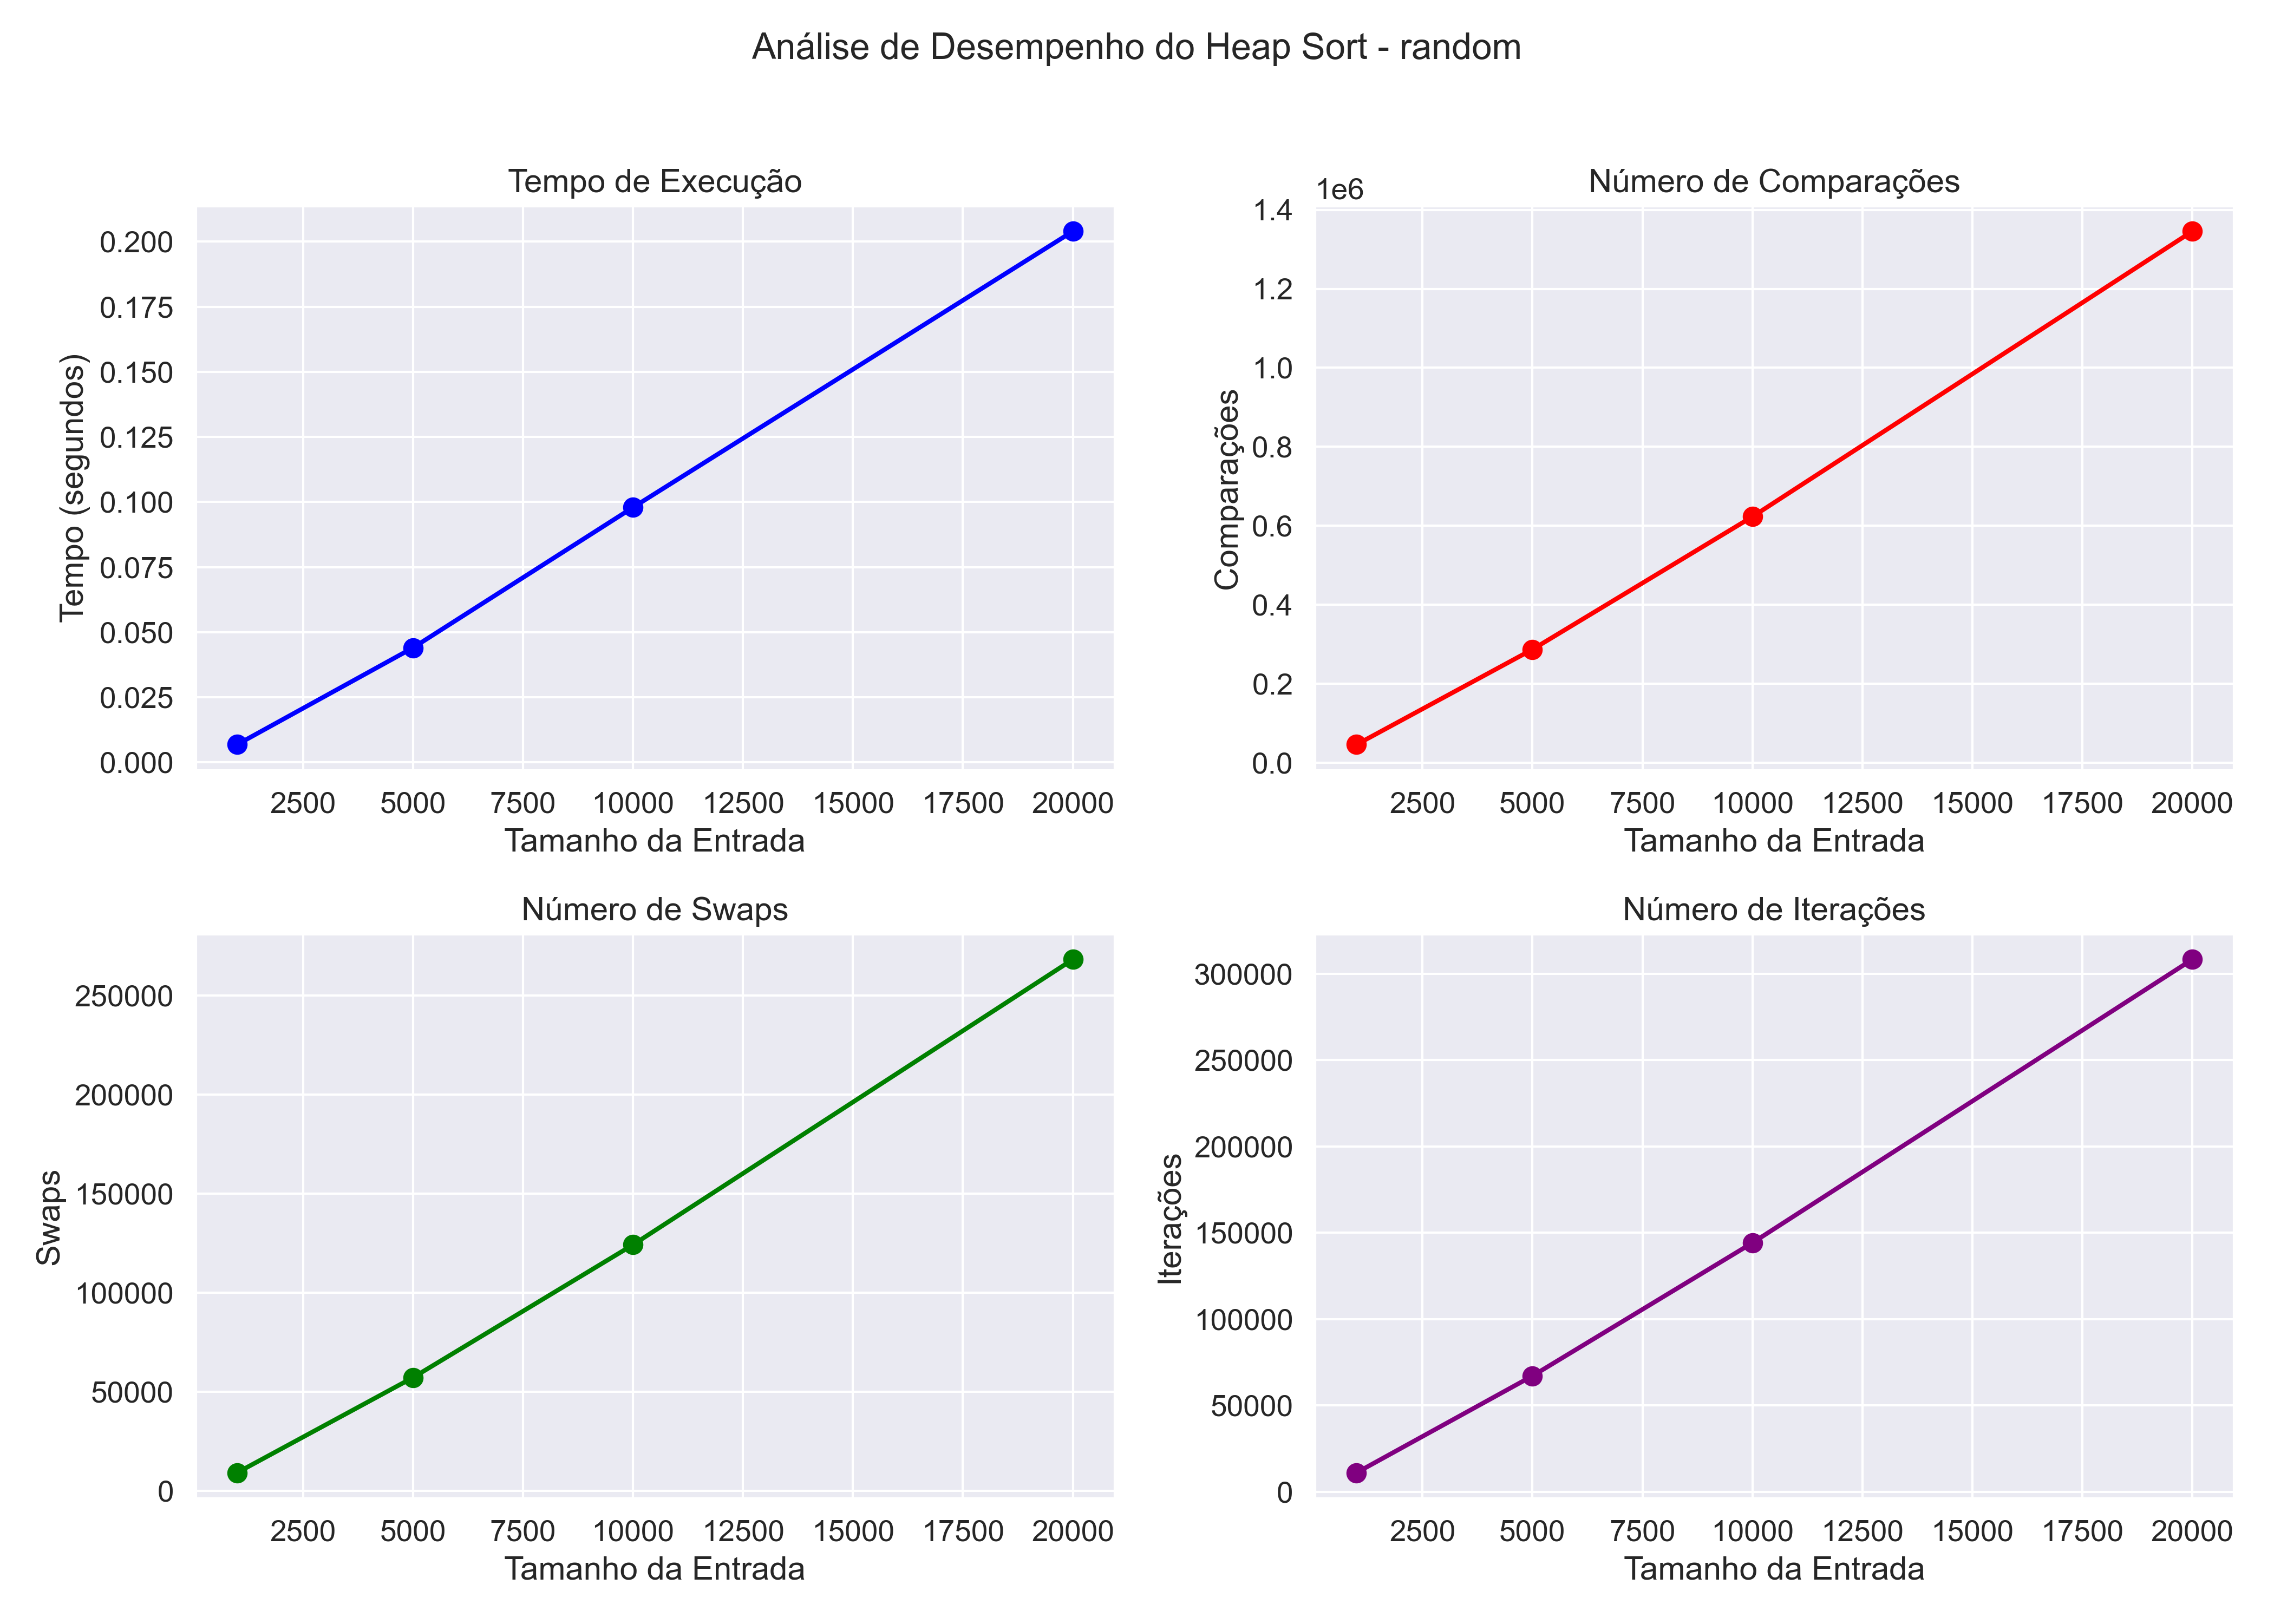 Análise de Desempenho do Heap Sort - random
Tempo de Execução
0.200
0.175
0.150
0.125
0.100
0.075
0.050
0.025
0.000
Tempo (segundos)
2500 5000 7500 10000 12500 15000 17500 20000
Tamanho da Entrada
Número de Comparações
1e6
1.4
1.2
1.0
0.8
0.6
0.4
0.2
0.0
Comparações
2500 5000 7500 10000 12500 15000 17500 20000
Tamanho da Entrada
Número de Swaps
250000
200000
150000
100000
50000
0
Swaps
2500 5000 7500 10000 12500 15000 17500 20000
Tamanho da Entrada
Número de Iterações
300000
250000
200000
150000
100000
50000
0
Iterações
2500 5000 7500 10000 12500 15000 17500 20000
Tamanho da Entrada